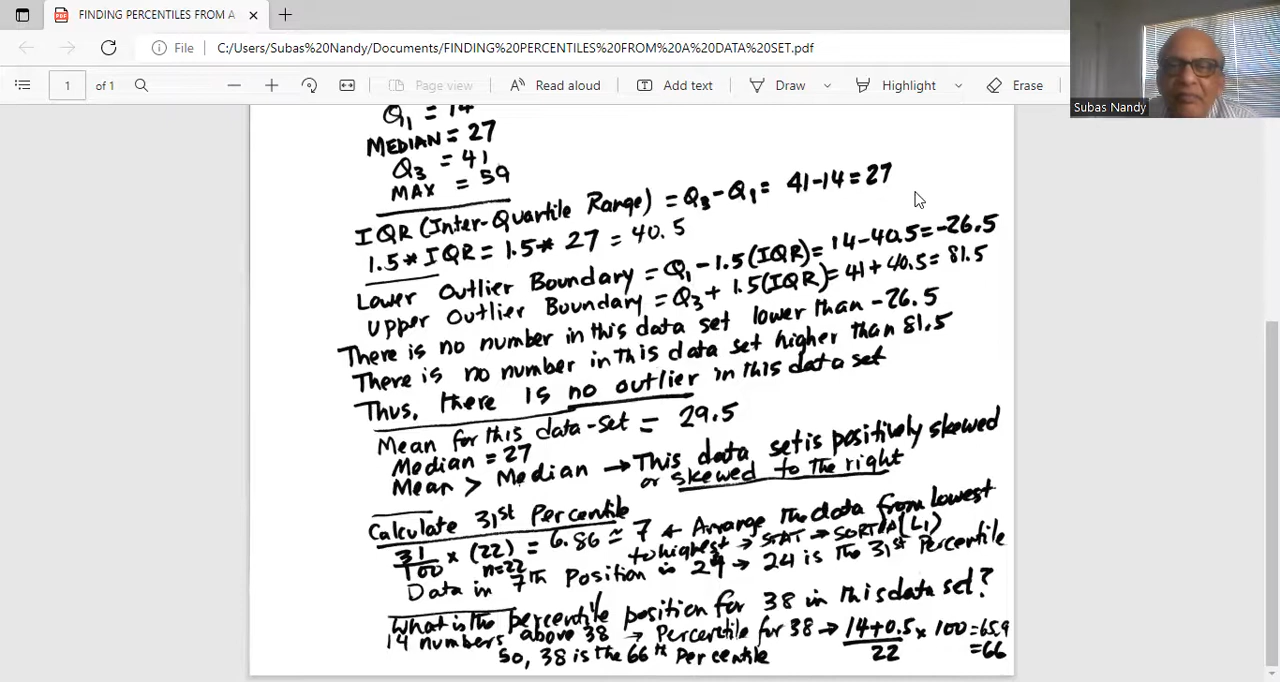 FINDING PERCENTILES FROM A
File C:/Users/Subas%20Nandy/Documents/FINDING%20PERCENTILES%20FROM%20A%20DATA%20SET.pdf
1 of 1 Page view Read aloud Add text Draw Highlight Erase
Subas Nandy
Q1 = 14
MEDIAN = 27
Q3 = 41
MAX = 59
IQR (Inter-Quartile Range) = Q3 - Q1 = 41-14 = 27
1.5* IQR = 1.5* 27 = 40.5
Lower Outlier Boundary = Q1 - 1.5(IQR) = 14-40.5 = -26.5
Upper Outlier Boundary = Q3 + 1.5(IQR) = 41+40.5 = 81.5
There is no number in this data set lower than -26.5
There is no number in this data set higher than 81.5
Thus, there is no outlier in this data set
Mean for this data-set = 29.5
Median = 27
Mean > Median → This data set is positively skewed
or skewed to the right
Calculate 31st Percentile
31/100 × (22) = 6.86 ≃ 7 ← Arrange the data from lowest
n=22 to highest → STAT → SORTA(L1)
Data in 7th Position is 24 → 24 is the 31st Percentile
What is the percentile position for 38 in this data set?
14 numbers above 38 → Percentile for 38 → (14+0.5)/22 × 100 = 65.9
= 66
So, 38 is the 66th Percentile